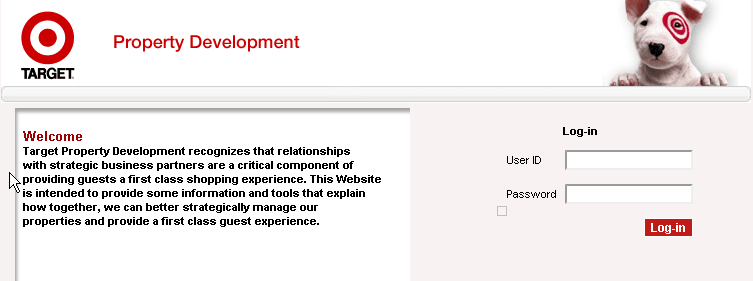 Property Development
TARGET
Welcome
Target Property Development recognizes that relationships
with strategic business partners are a critical component of
providing guests a first class shopping experience. This Website
is intended to provide some information and tools that explain
how together, we can better strategically manage our
properties and provide a first class guest experience.
Log-in
User ID
Password
Log-in